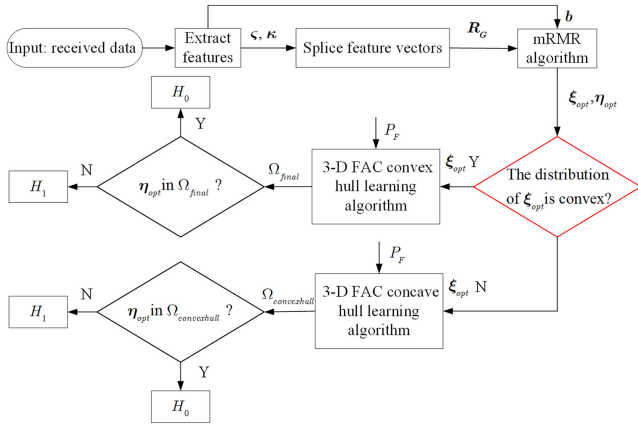 Input: received data
Extract
features
ς, κ
Splice feature vectors
R_G
b
mRMR
algorithm
ξ_opt, η_opt
H_0
Y
N
H_1
η_opt in Ω_final ?
Ω_final
P_F
3-D FAC convex
hull learning
algorithm
ξ_opt Y
The distribution
of ξ_opt is convex?
N
H_1
η_opt in Ω_convexhull ?
Ω_convexhull
P_F
3-D FAC concave
hull learning
algorithm
ξ_opt N
Y
H_0